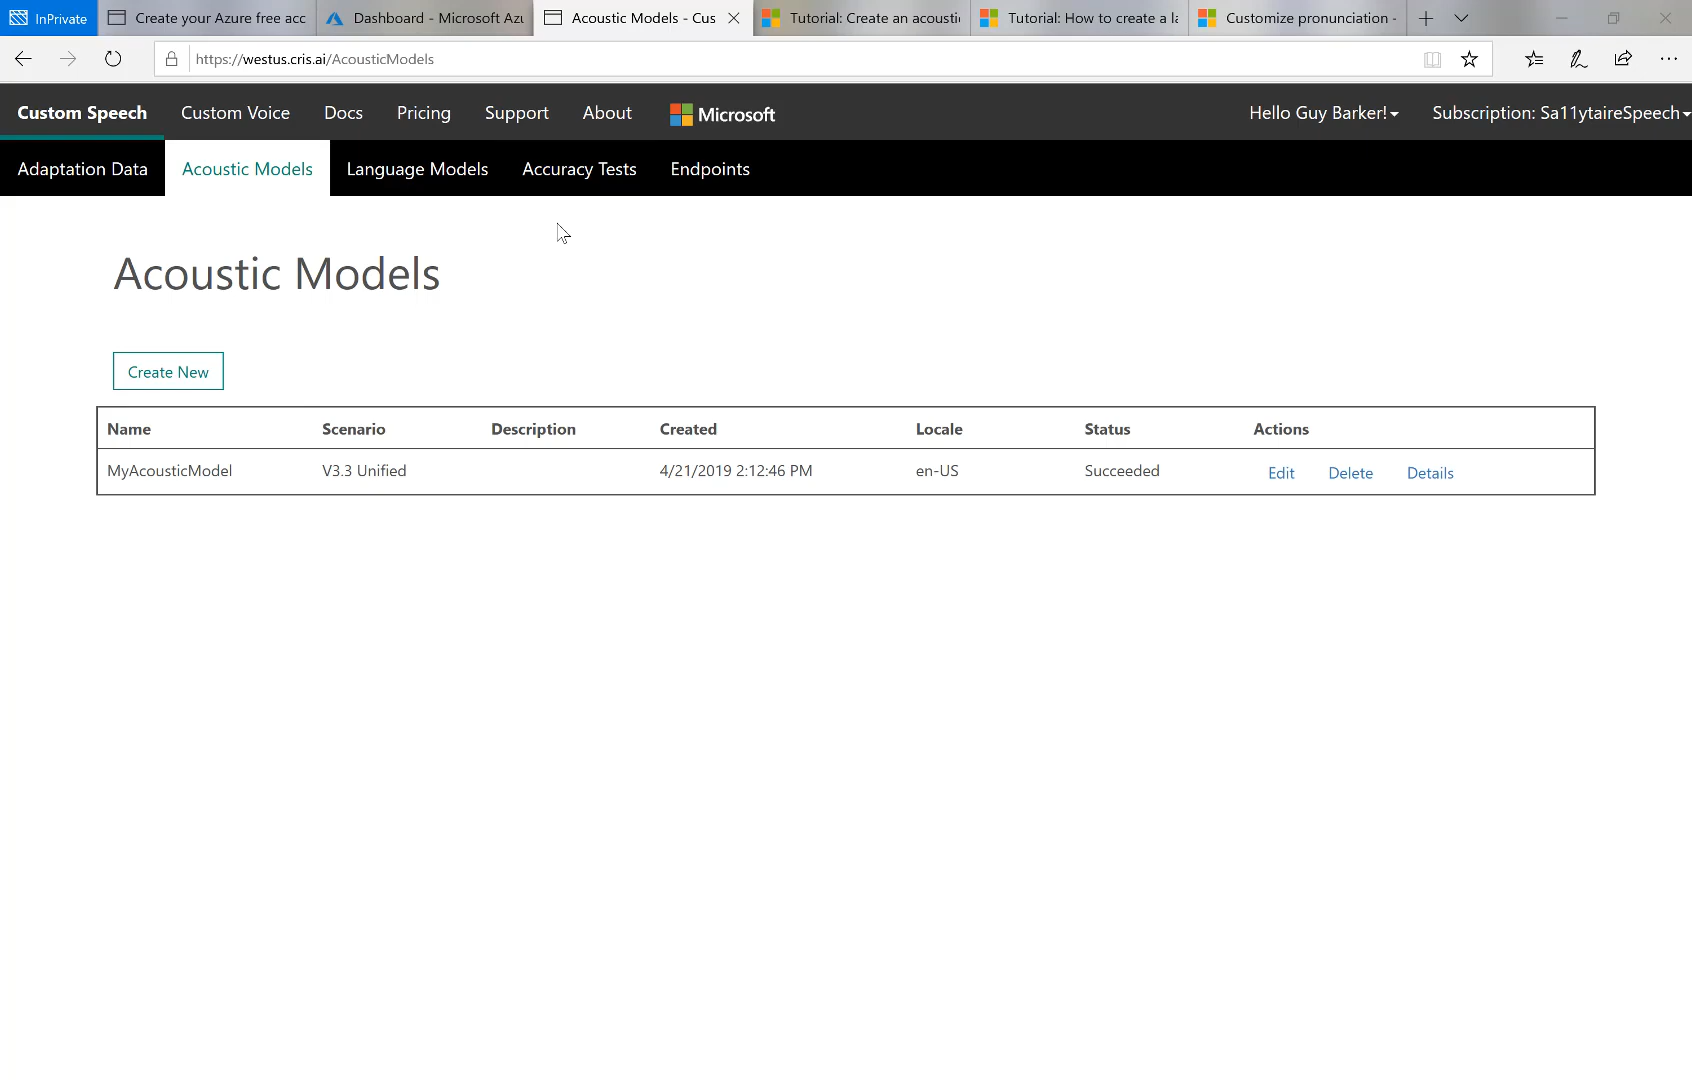 InPrivate
Create your Azure free acc
Dashboard - Microsoft Azu
Acoustic Models - Cus
Tutorial: Create an acousti
Tutorial: How to create a la
Customize pronunciation -
https://westus.cris.ai/AcousticModels
Custom Speech Custom Voice Docs Pricing Support About Microsoft Hello Guy Barker! Subscription: Sa11ytaireSpeech
Adaptation Data Acoustic Models Language Models Accuracy Tests Endpoints
Acoustic Models
Create New
Name Scenario Description Created Locale Status Actions
MyAcousticModel V3.3 Unified 4/21/2019 2:12:46 PM en-US Succeeded Edit Delete Details